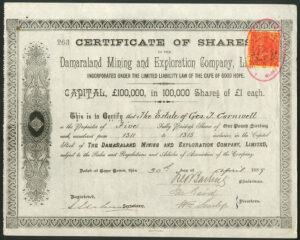 263 CERTIFICATE OF SHARES
IN THE
Damaraland Mining and Exploration Company,
INCORPORATED UNDER THE LIMITED LIABILITY LAW OF THE CAPE OF GOOD HOPE.
CAPITAL, £100,000, in 100,000 Shares of £1 each.
This is to Certify that The Estate of Geo. J. Cornwell
is the Proprietor of Five Fully Paid-up Shares of One Pound Sterling
each numbered from 1311 to 1315 inclusive, in the Capital
Stock of THE DAMARALAND MINING AND EXPLORATION COMPANY, LIMITED,
subject to the Rules and Regulations and Articles of Association of the Company.
Dated at Cape Town, this 30th day of April
Chairman.
Registered,
Secretary.